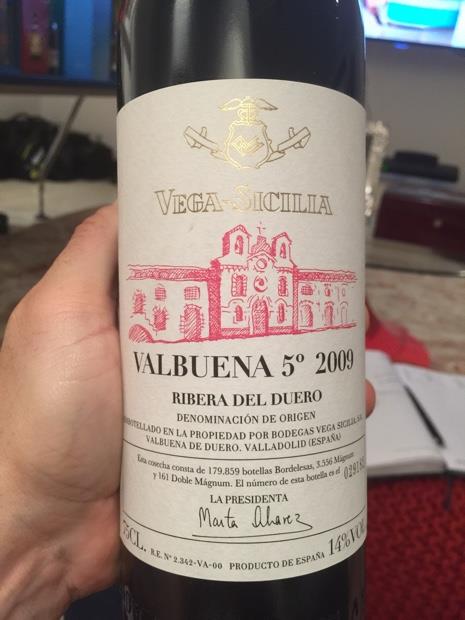 VEGA-SICILIA
VALBUENA 5º 2009
RIBERA DEL DUERO
DENOMINACIÓN DE ORIGEN
EMBOTELLADO EN LA PROPIEDAD POR BODEGAS VEGA SICILIA, S.A.
VALBUENA DE DUERO. VALLADOLID (ESPAÑA)
Esta cosecha consta de 179.859 botellas Bordelesas, 3.556 Mágnum
y 161 Doble Mágnum. El número de esta botella es el
LA PRESIDENTA
Marta Alvarez
75CL. R.E. Nº 2.342-VA-00 PRODUCTO DE ESPAÑA 14%VOL.